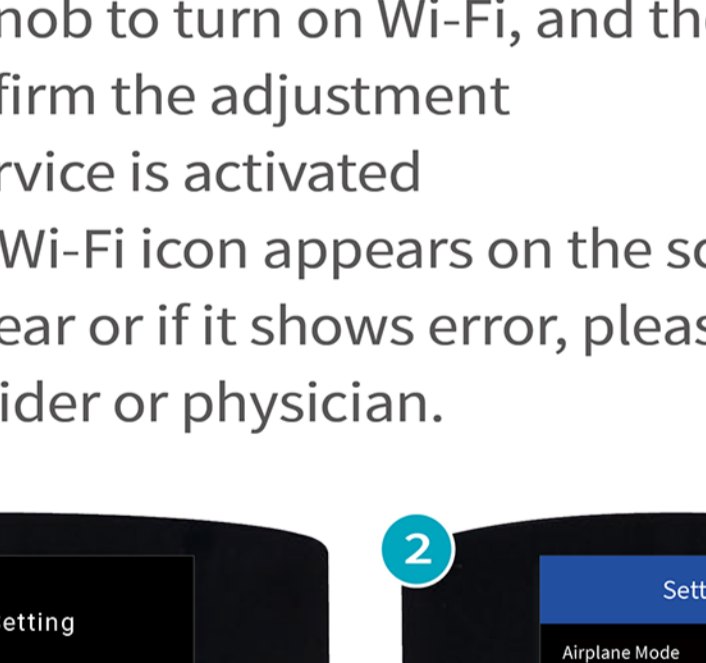 nob to turn on Wi-Fi, and the
firm the adjustment
rvice is activated
Wi-Fi icon appears on the sc
ear or if it shows error, pleas
ider or physician.
2
etting
Sett
Airplane Mode